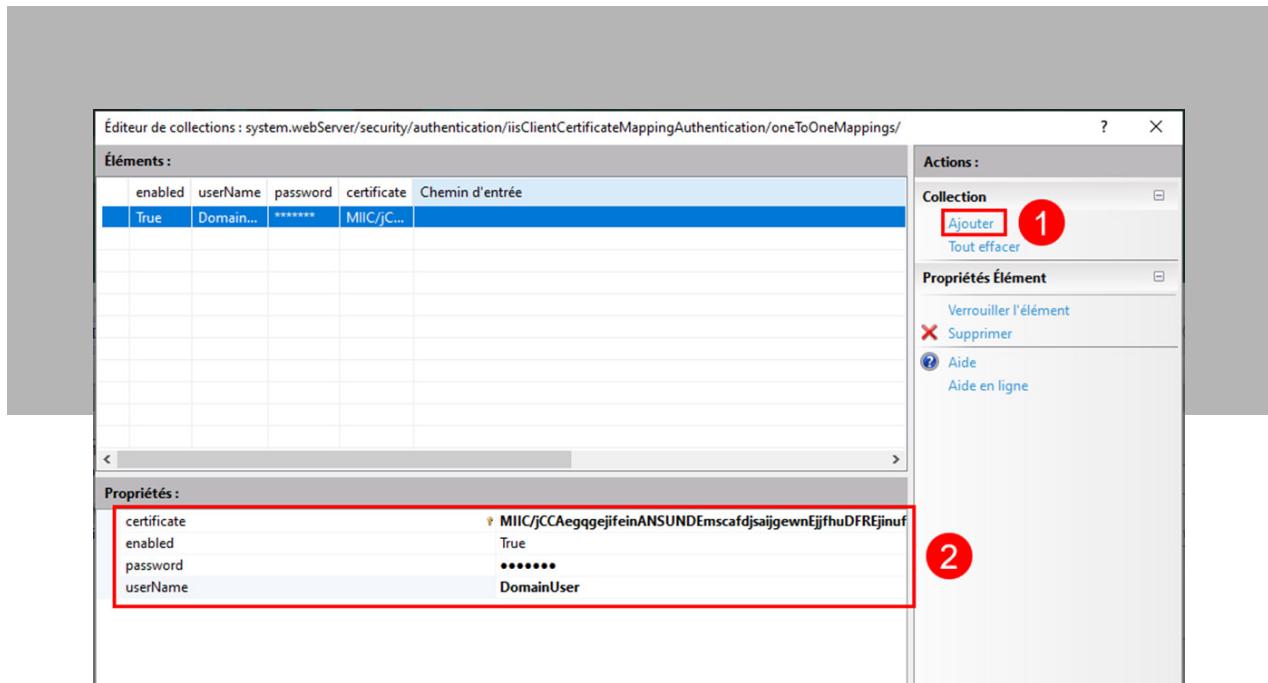 Éditeur de collections : system.webServer/security/authentication/iisClientCertificateMappingAuthentication/oneToOneMappings/ ?
Éléments :
enabled userName password certificate Chemin d'entrée
True Domain... ******* MIIC/jC...
Actions :
Collection
Ajouter 1
Tout effacer
Propriétés Élément
Verrouiller l'élément
Supprimer
Aide
Aide en ligne
Propriétés :
certificate MIIC/jCCAegqgejifeinANSUNDEmscafdjsaijgewnEjjfhuDFREjinuf
enabled True
password •••••••
userName DomainUser
2